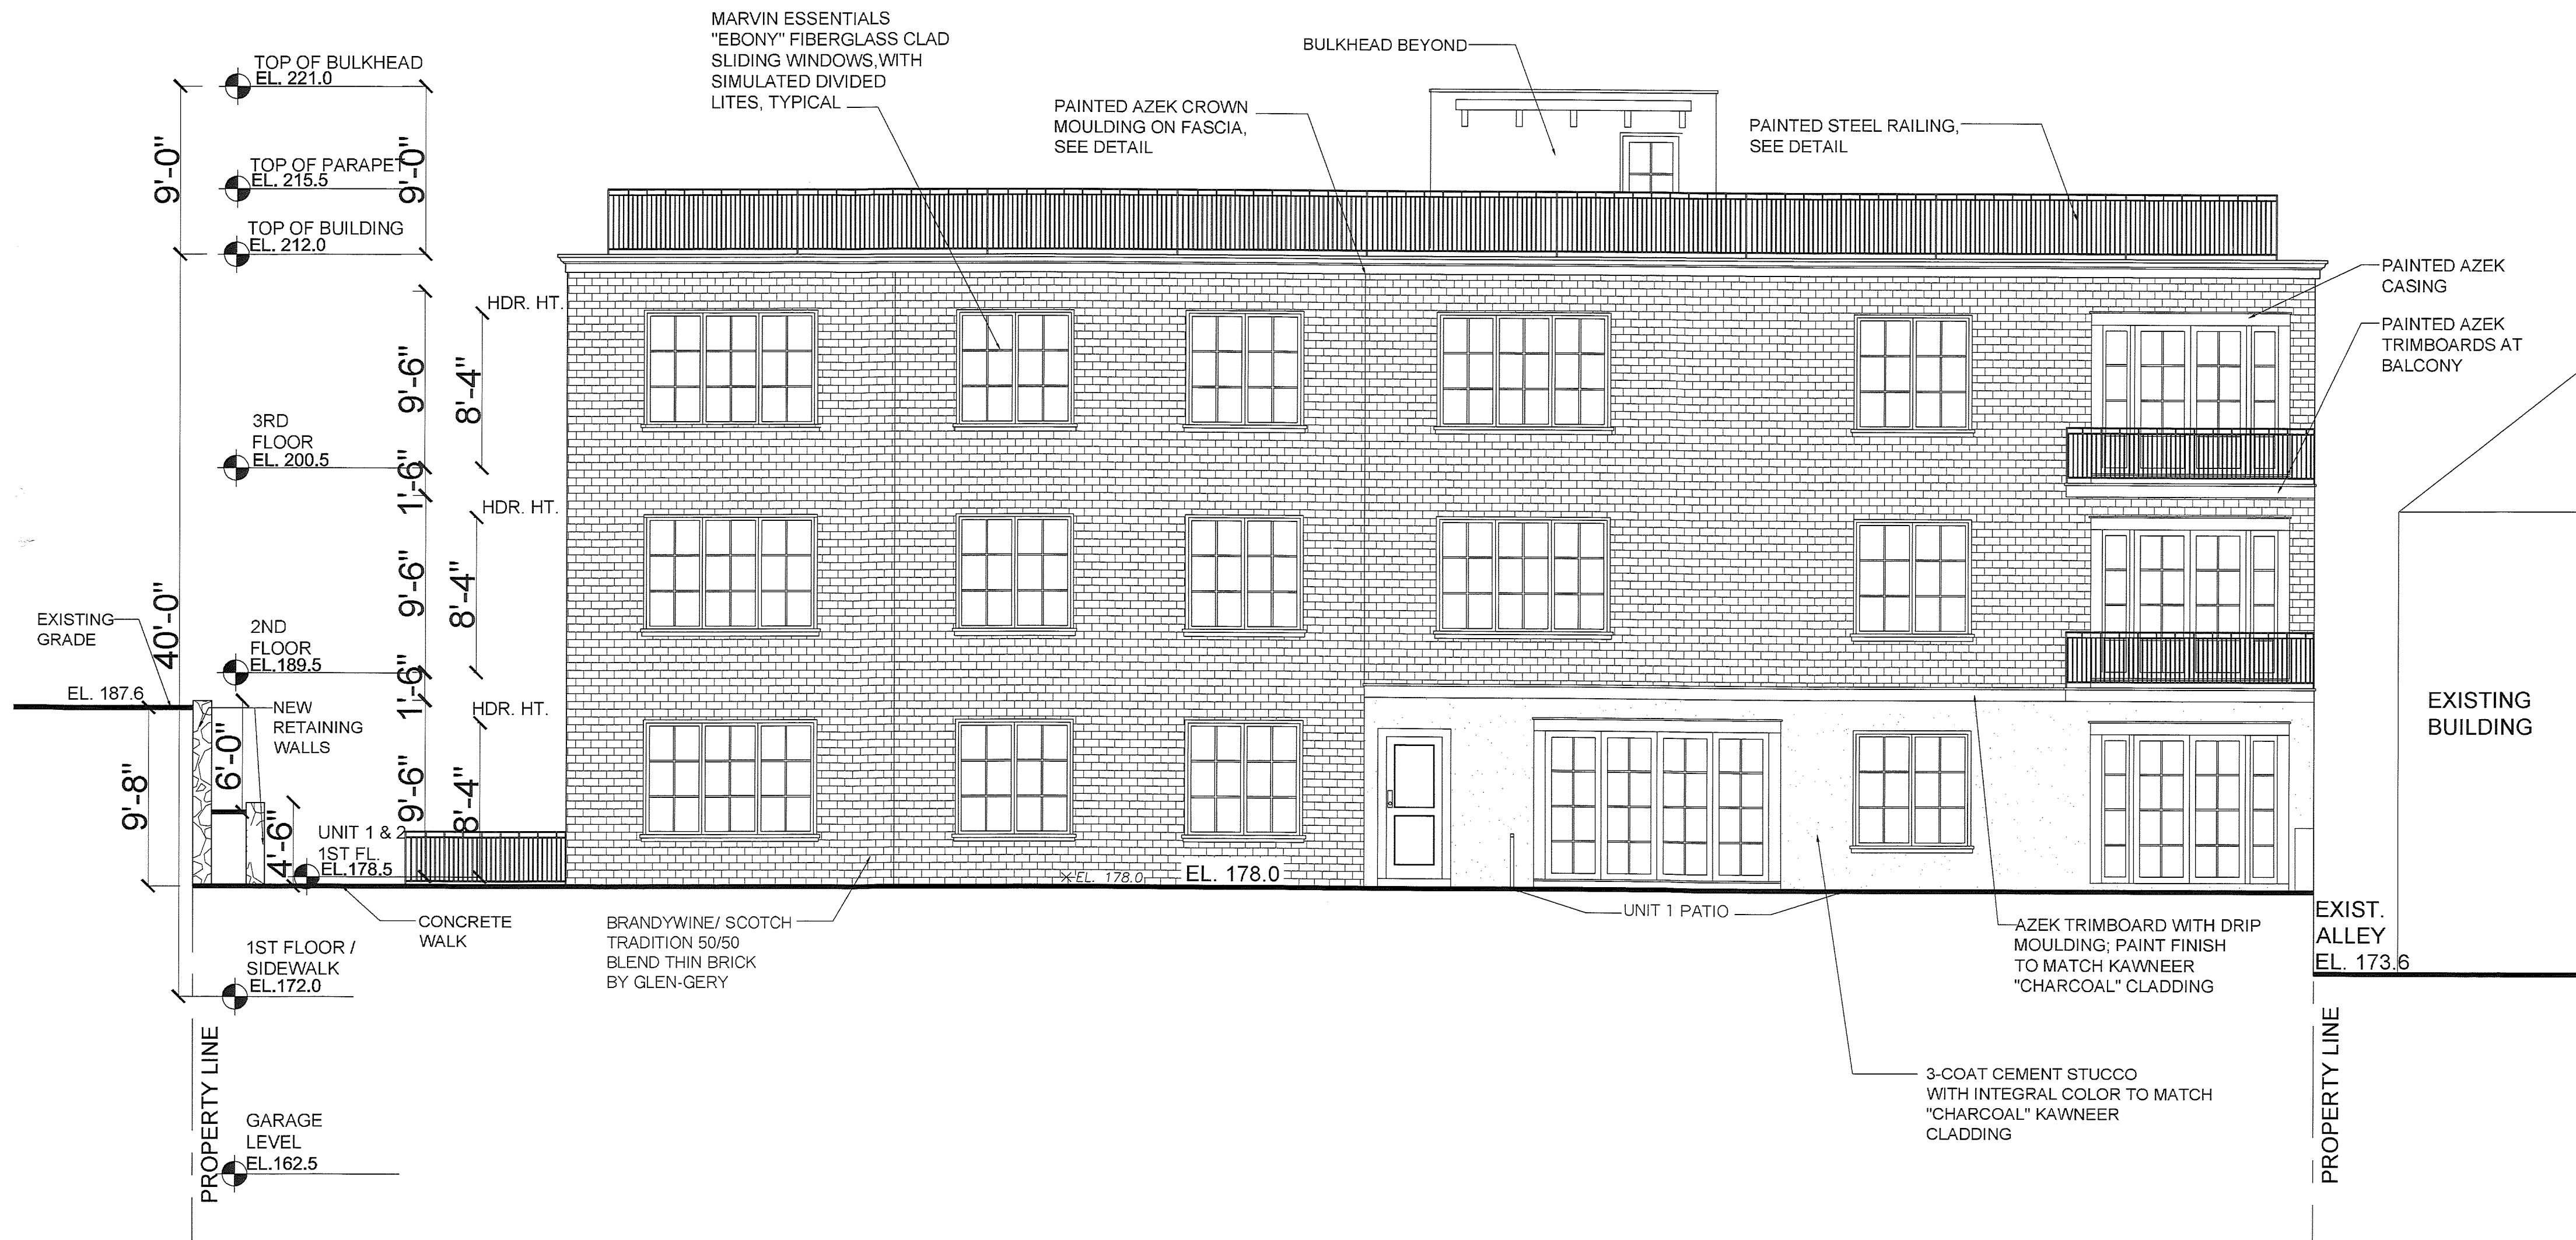 MARVIN ESSENTIALS
"EBONY" FIBERGLASS CLAD
SLIDING WINDOWS,WITH
SIMULATED DIVIDED
LITES, TYPICAL
BULKHEAD BEYOND
PAINTED AZEK CROWN
MOULDING ON FASCIA,
SEE DETAIL
PAINTED STEEL RAILING,
SEE DETAIL
TOP OF BULKHEAD
EL. 221.0
9'-0"
9'-0"
TOP OF PARAPET
EL. 215.5
TOP OF BUILDING
EL. 212.0
PAINTED AZEK
CASING
PAINTED AZEK
TRIMBOARDS AT
BALCONY
HDR. HT.
9'-6"
8'-4"
3RD
FLOOR
EL. 200.5
1'-6"
HDR. HT.
9'-6"
8'-4"
40'-0"
EXISTING
GRADE
2ND
FLOOR
EL.189.5
1'-6"
EL. 187.6
HDR. HT.
NEW
RETAINING
WALLS
6'-0"
9'-8"
9'-6"
8'-4"
4'-6"
UNIT 1 & 2
1ST FL.
EL.178.5
EL. 178.0
EL. 178.0
EXISTING
BUILDING
UNIT 1 PATIO
CONCRETE
WALK
BRANDYWINE/ SCOTCH
TRADITION 50/50
BLEND THIN BRICK
BY GLEN-GERY
AZEK TRIMBOARD WITH DRIP
MOULDING; PAINT FINISH
TO MATCH KAWNEER
"CHARCOAL" CLADDING
EXIST.
ALLEY
EL. 173.6
1ST FLOOR /
SIDEWALK
EL.172.0
3-COAT CEMENT STUCCO
WITH INTEGRAL COLOR TO MATCH
"CHARCOAL" KAWNEER
CLADDING
PROPERTY LINE
PROPERTY LINE
GARAGE
LEVEL
EL.162.5